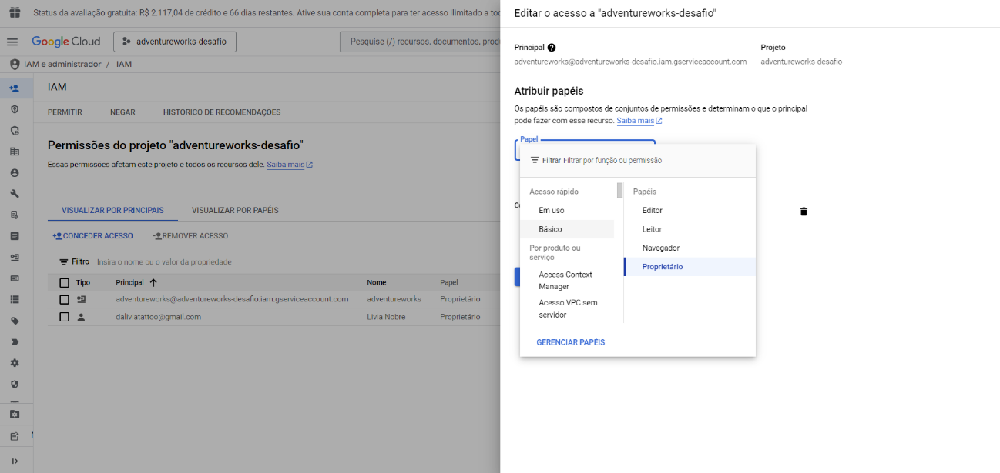 Status da avaliação gratuita: R$ 2.117,04 de crédito e 66 dias restantes. Ative sua conta completa para ter acesso ilimitado a
Google Cloud
adventureworks-desafio
Pesquise (/) recursos, documentos,
IAM e administrador / IAM
IAM
PERMITIR NEGAR HISTÓRICO DE RECOMENDAÇÕES
Permissões do projeto "adventureworks-desafio"
Essas permissões afetam este projeto e todos os recursos dele. Saiba mais
VISUALIZAR POR PRINCIPAIS VISUALIZAR POR PAPÉIS
CONCEDER ACESSO REMOVER ACESSO
Filtro Insira o nome ou o valor da propriedade
Tipo Principal Nome Papel
adventureworks@adventureworks-desafio.iam.gserviceaccount.com adventureworks Proprietário
daliviatattoo@gmail.com Livia Nobre Proprietário
Editar o acesso a "adventureworks-desafio"
Principal Projeto
adventureworks@adventureworks-desafio.iam.gserviceaccount.com adventureworks-desafio
Atribuir papéis
Os papéis são compostos de conjuntos de permissões e determinam o que o principal
pode fazer com esse recurso. Saiba mais
Papel
Filtrar Filtrar por função ou permissão
Acesso rápido
Em uso
Básico
Por produto ou
serviço
Access Context
Manager
Acesso VPC sem
servidor
Papéis
Editor
Leitor
Navegador
Proprietário
GERENCIAR PAPÉIS